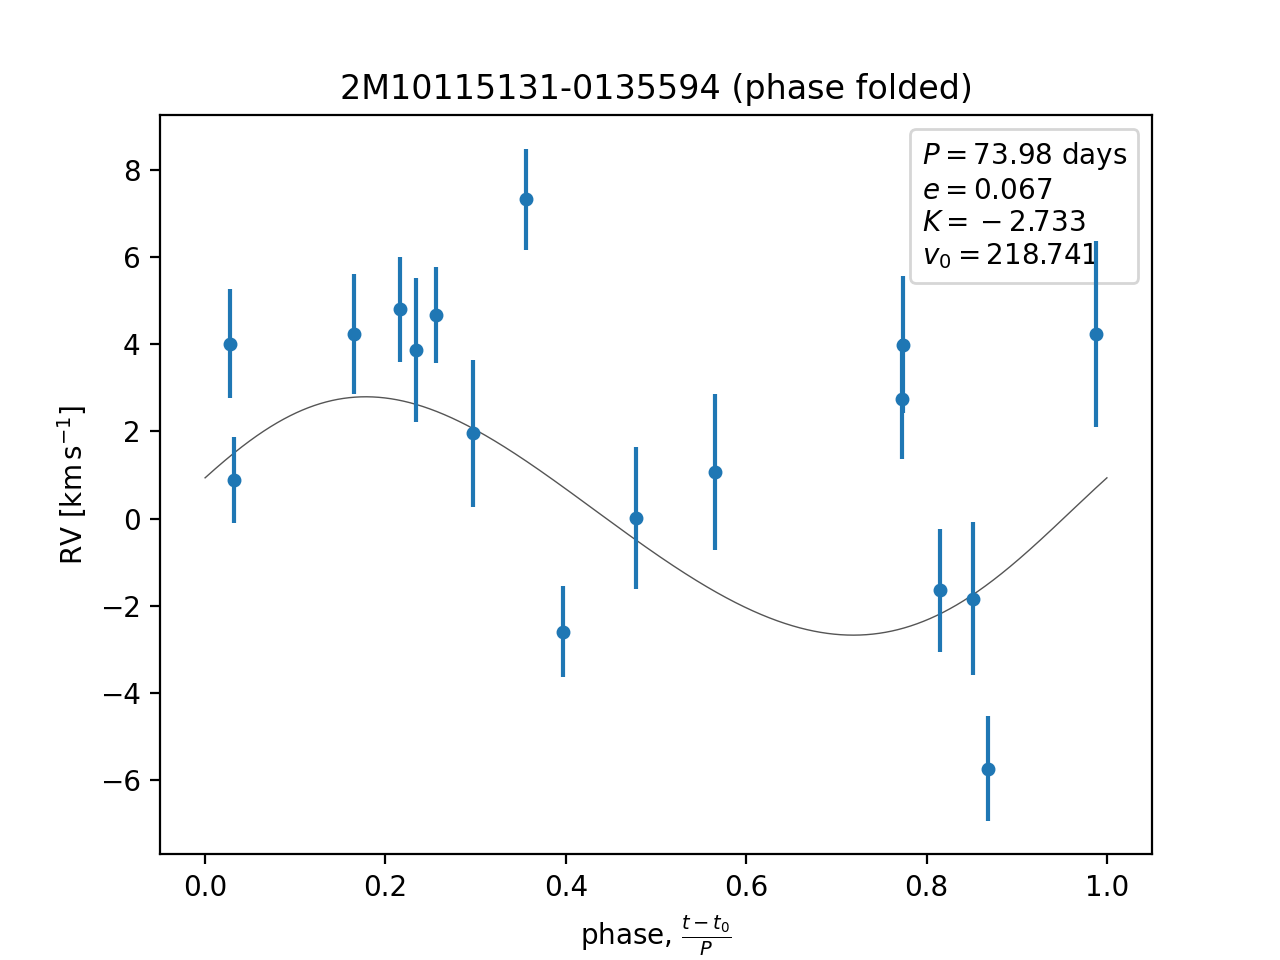 2M10115131-0135594 (phase folded)
P = 73.98 days
e = 0.067
K = −2.733
v₀ = 218.741
8
6
4
2
0
−2
−4
−6
RV [km s⁻¹]
0.0 0.2 0.4 0.6 0.8 1.0
phase, (t − t₀)/P